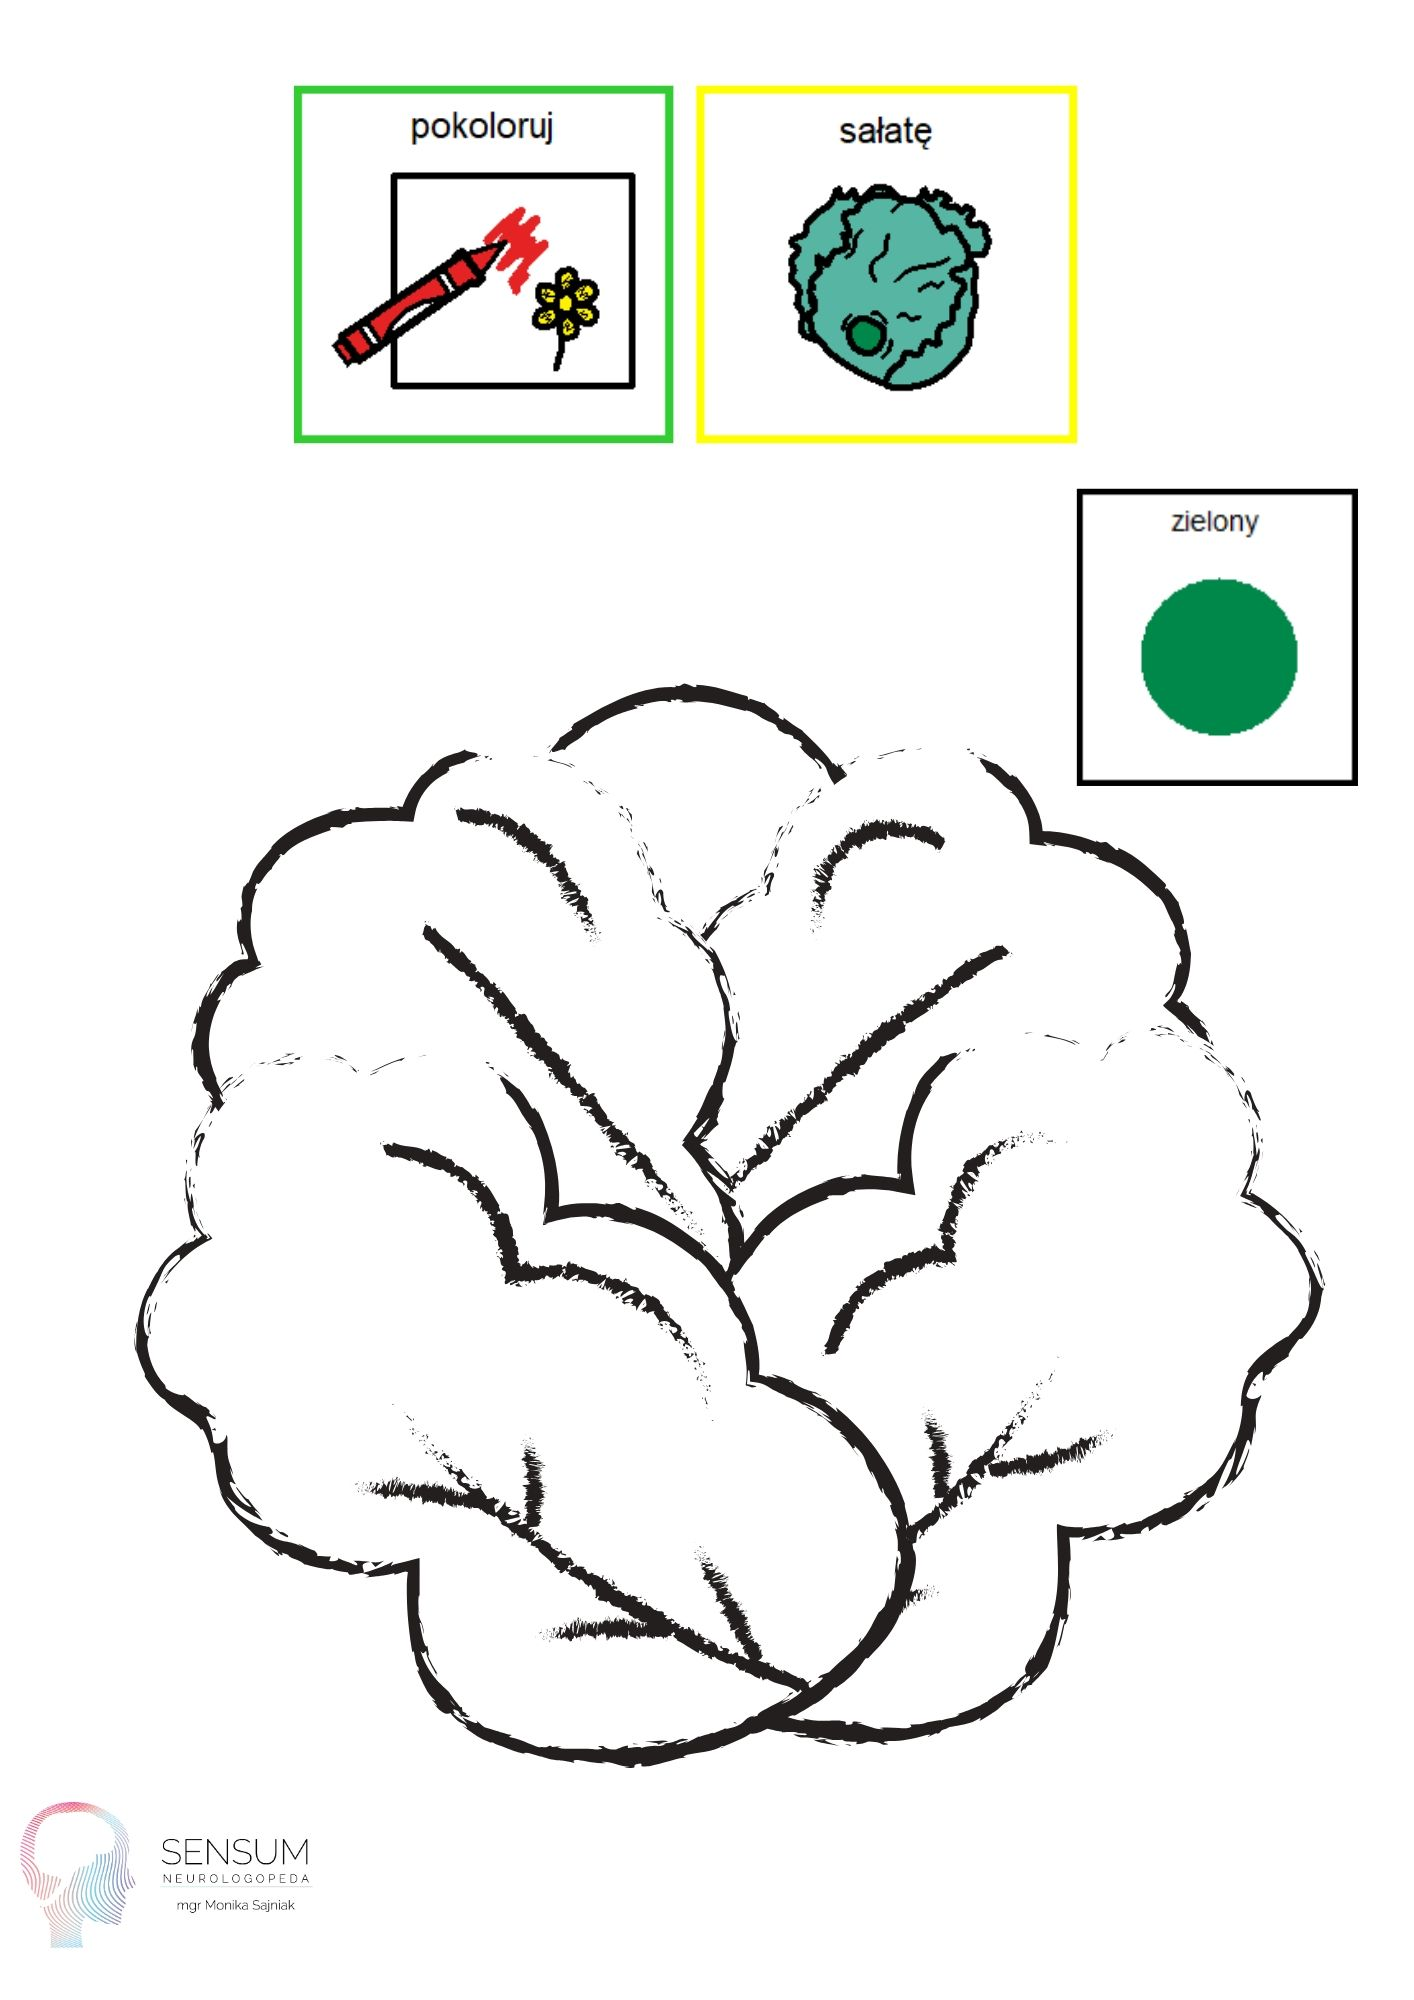 pokoloruj
sałatę
zielony
SENSUM
NEUROLOGOPEDA
mgr Monika Sajniak